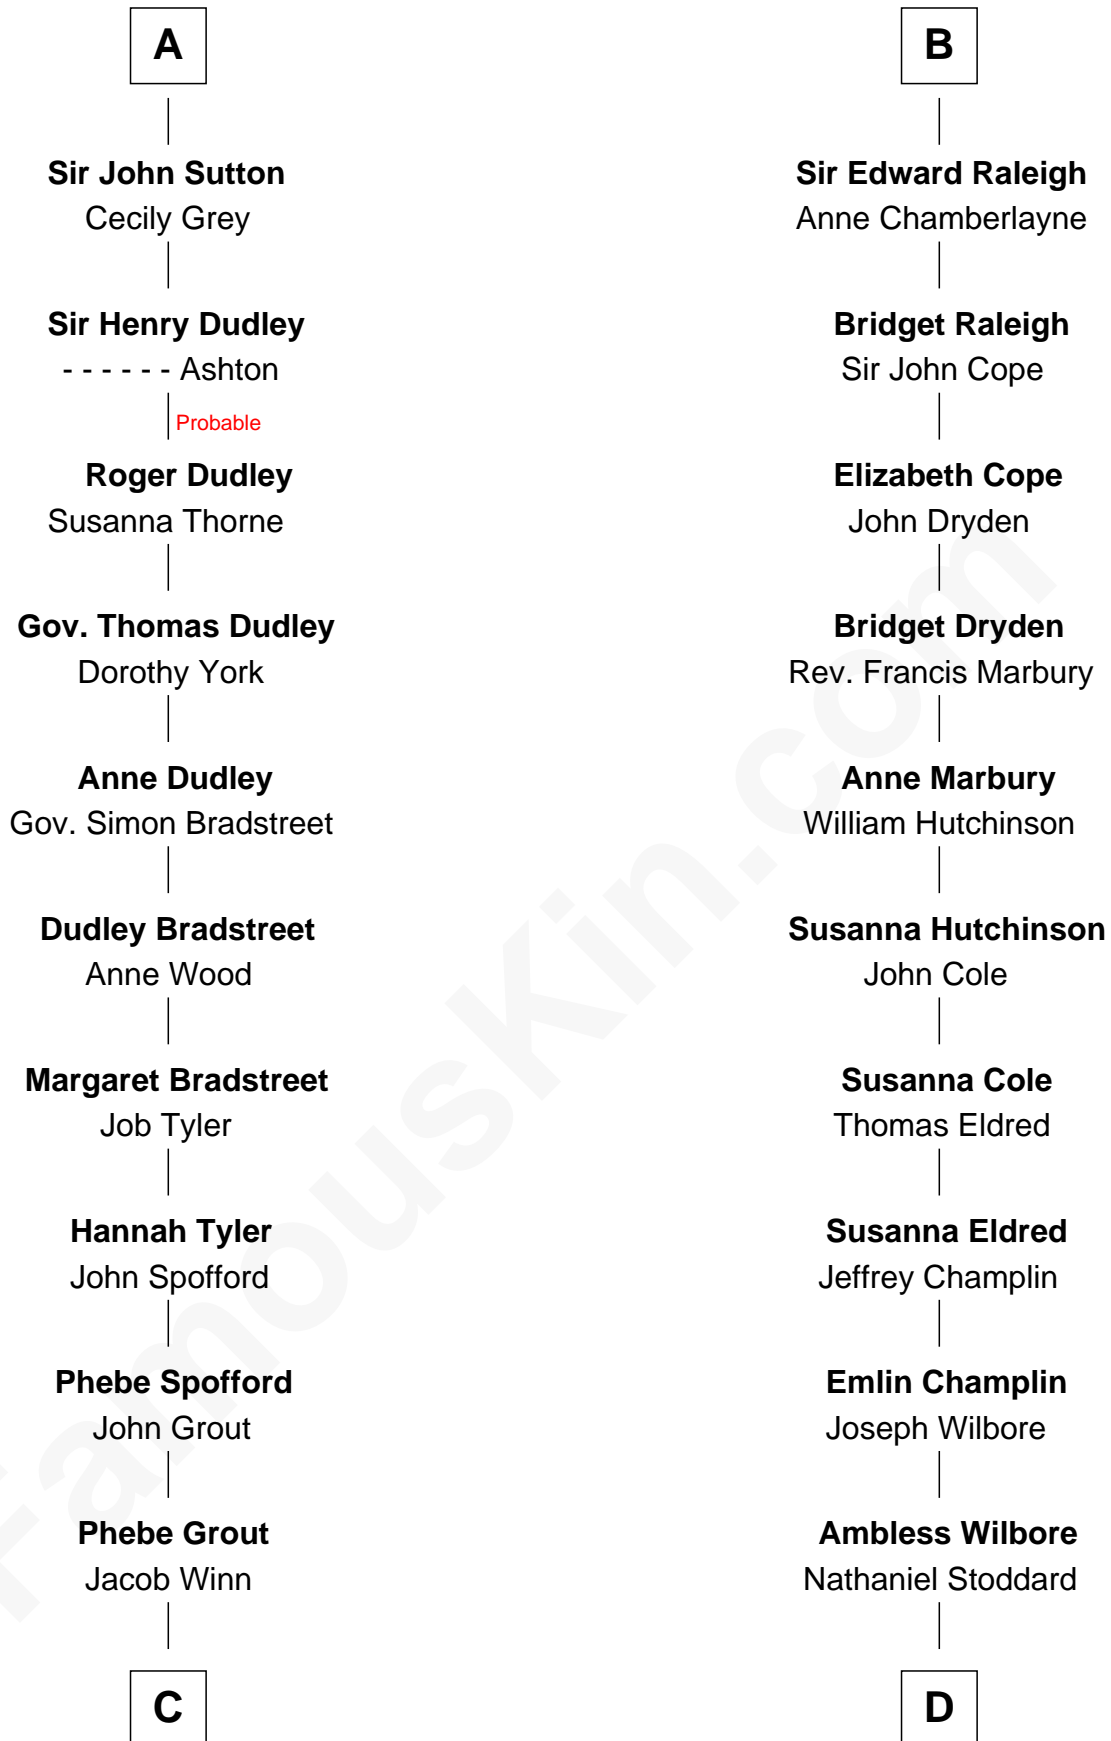 A
Sir John Sutton
Cecily Grey
Sir Henry Dudley
- - - - - - Ashton
Probable
Roger Dudley
Susanna Thorne
Gov. Thomas Dudley
Dorothy York
Anne Dudley
Gov. Simon Bradstreet
Dudley Bradstreet
Anne Wood
Margaret Bradstreet
Job Tyler
Hannah Tyler
John Spofford
Phebe Spofford
John Grout
Phebe Grout
Jacob Winn
C
B
Sir Edward Raleigh
Anne Chamberlayne
Bridget Raleigh
Sir John Cope
Elizabeth Cope
John Dryden
Bridget Dryden
Rev. Francis Marbury
Anne Marbury
William Hutchinson
Susanna Hutchinson
John Cole
Susanna Cole
Thomas Eldred
Susanna Eldred
Jeffrey Champlin
Emlin Champlin
Joseph Wilbore
Ambless Wilbore
Nathaniel Stoddard
D
FamousKin.com